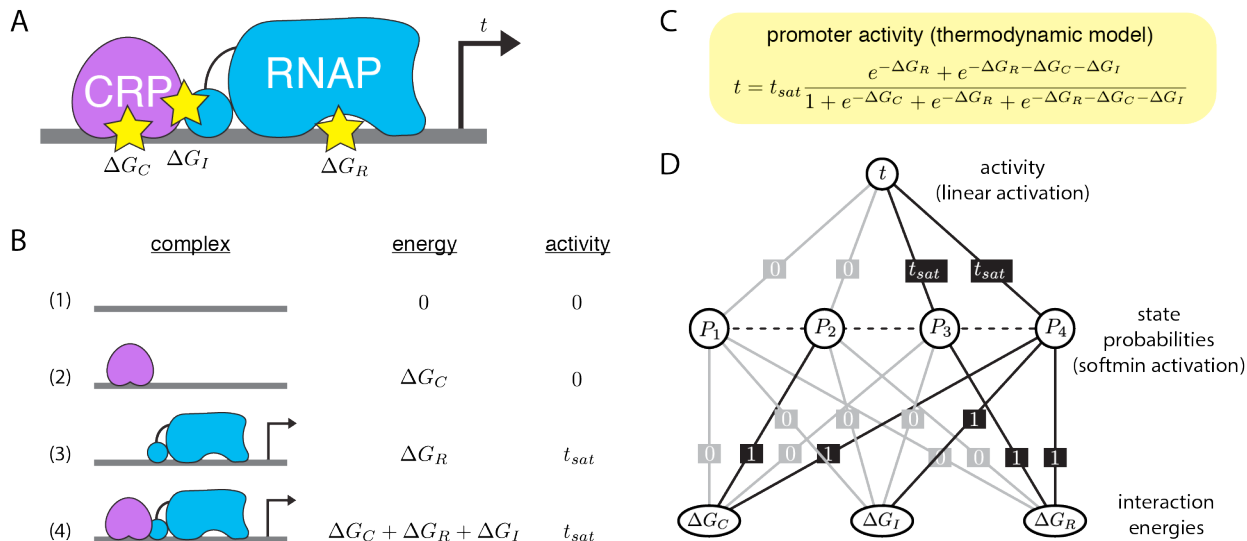 A
CRP
RNAP
t
ΔG_C
ΔG_I
ΔG_R
B
complex energy activity
(1) 0 0
(2) ΔG_C 0
(3) ΔG_R t_sat
(4) ΔG_C + ΔG_R + ΔG_I t_sat
C
promoter activity (thermodynamic model)
t = t_sat \frac{e^{-ΔG_R} + e^{-ΔG_R-ΔG_C-ΔG_I}}{1 + e^{-ΔG_C} + e^{-ΔG_R} + e^{-ΔG_R-ΔG_C-ΔG_I}}
D
t
activity
(linear activation)
0 0 t_sat t_sat
P_1 P_2 P_3 P_4
state
probabilities
(softmin activation)
0 0 0 1
0 1 0 1 0 0 1 1
ΔG_C ΔG_I ΔG_R
interaction
energies